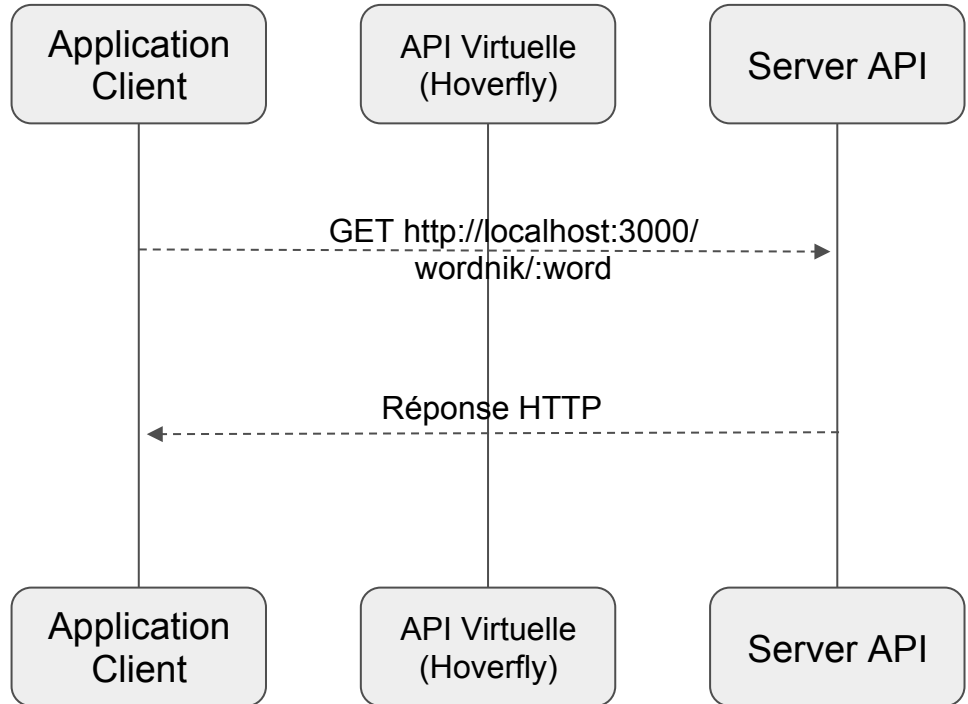 Application
Client
API Virtuelle
(Hoverfly)
Server API
GET http://localhost:3000/
wordnik/:word
Réponse HTTP
Application
Client
API Virtuelle
(Hoverfly)
Server API